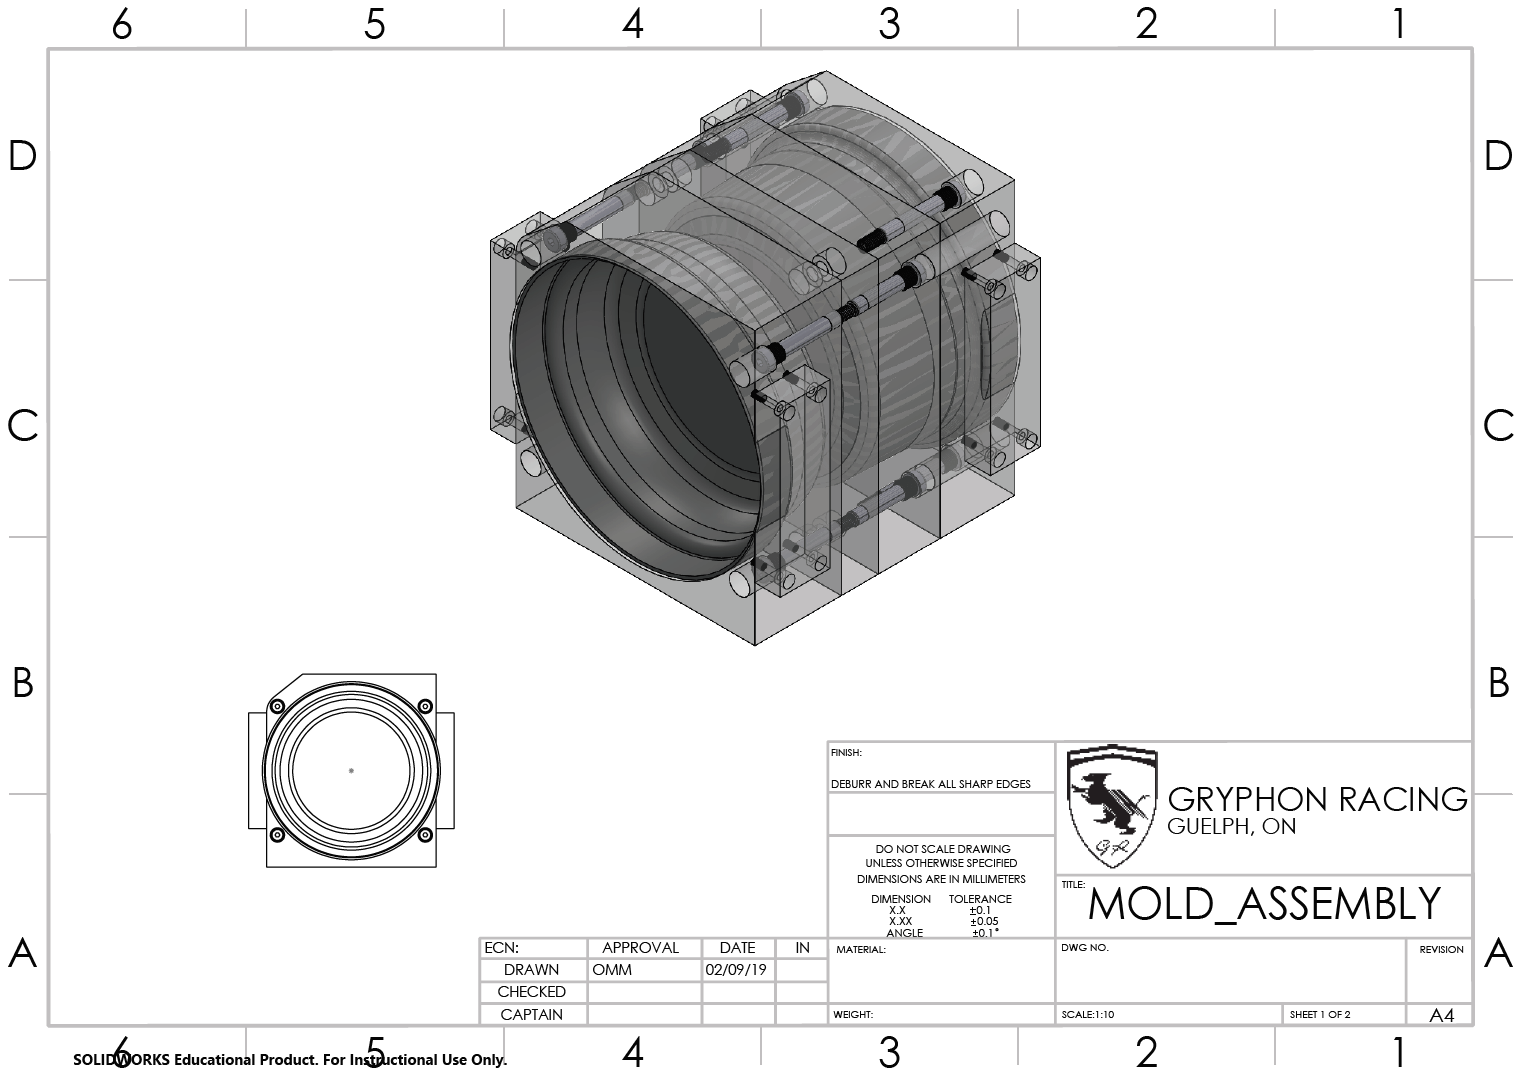 6 5 4 3 2 1
D D
C C
B B
A A
FINISH:
DEBURR AND BREAK ALL SHARP EDGES
GRYPHON RACING
GUELPH, ON
DO NOT SCALE DRAWING
UNLESS OTHERWISE SPECIFIED
DIMENSIONS ARE IN MILLIMETERS
DIMENSION TOLERANCE
X.X ±0.1
X.XX ±0.05
ANGLE ±0.1°
TITLE:
MOLD_ASSEMBLY
ECN: APPROVAL DATE IN
DRAWN OMM 02/09/19
CHECKED
CAPTAIN
MATERIAL:
WEIGHT:
DWG NO.
REVISION
SCALE:1:10
SHEET 1 OF 2
A4
6 5 4 3 2 1
SOLIDWORKS Educational Product. For Instructional Use Only.